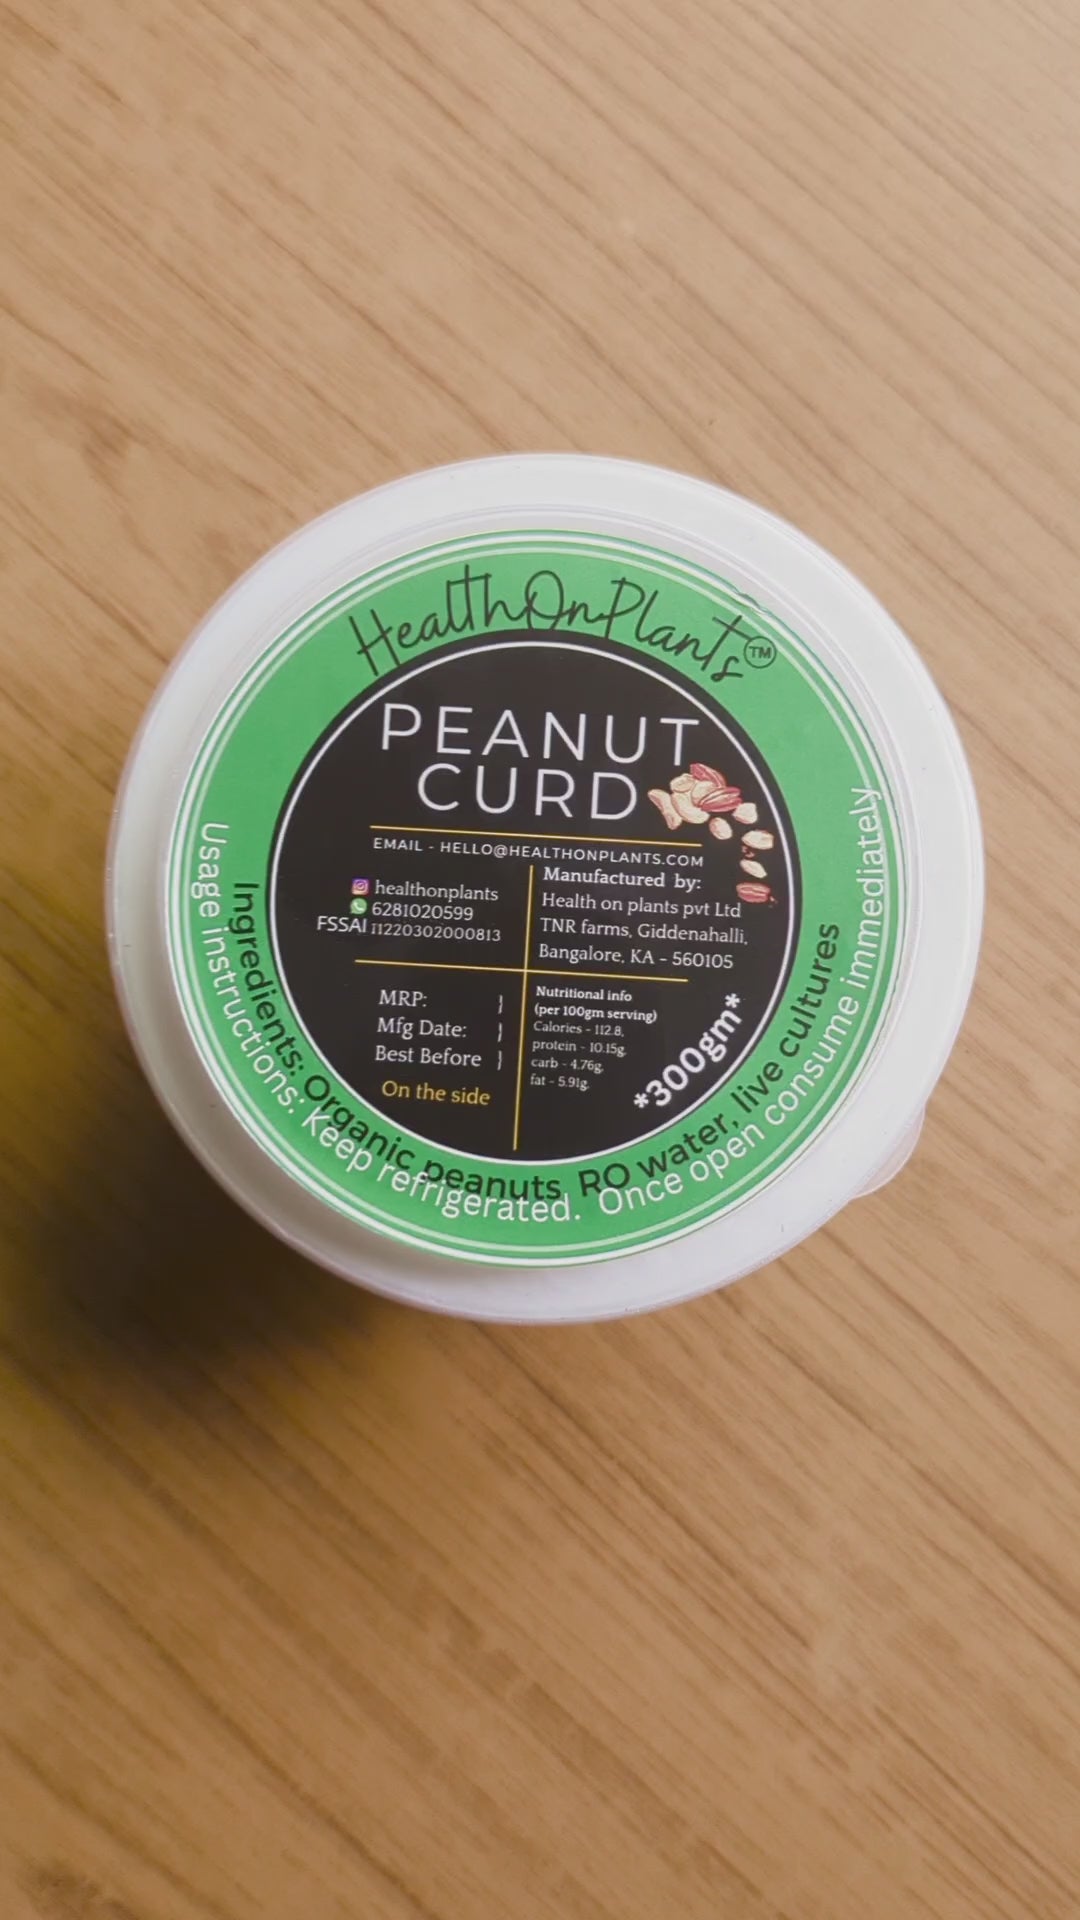 HealthOnPlants™
PEANUT
CURD
EMAIL - HELLO@HEALTHONPLANTS.COM
healthonplants
6281020599
FSSAI 11220302000813
Manufactured by:
Health on plants pvt Ltd
TNR farms, Giddenahalli,
Bangalore, KA - 560105
MRP: }
Mfg Date: }
Best Before }
On the side
Nutritional info
(per 100gm serving)
Calories - 112.8,
protein - 10.15g,
carb - 4.76g,
fat - 5.91g,
*300gm*
Ingredients: Organic peanuts, RO water, live cultures
Usage instructions: Keep refrigerated. Once open consume immediately